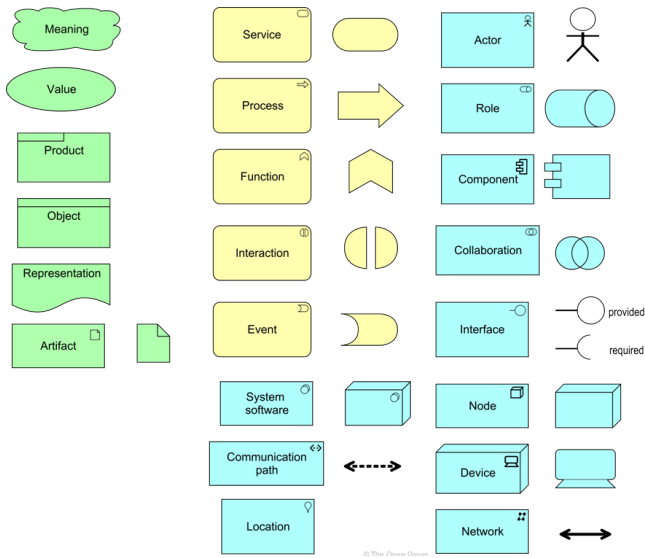 Meaning
Service
Actor
Value
Process
Role
Product
Function
Component
Object
Interaction
Collaboration
Representation
Event
Interface
provided
required
Artifact
System
software
Node
Communication
path
Device
Location
Network
© The Open Group